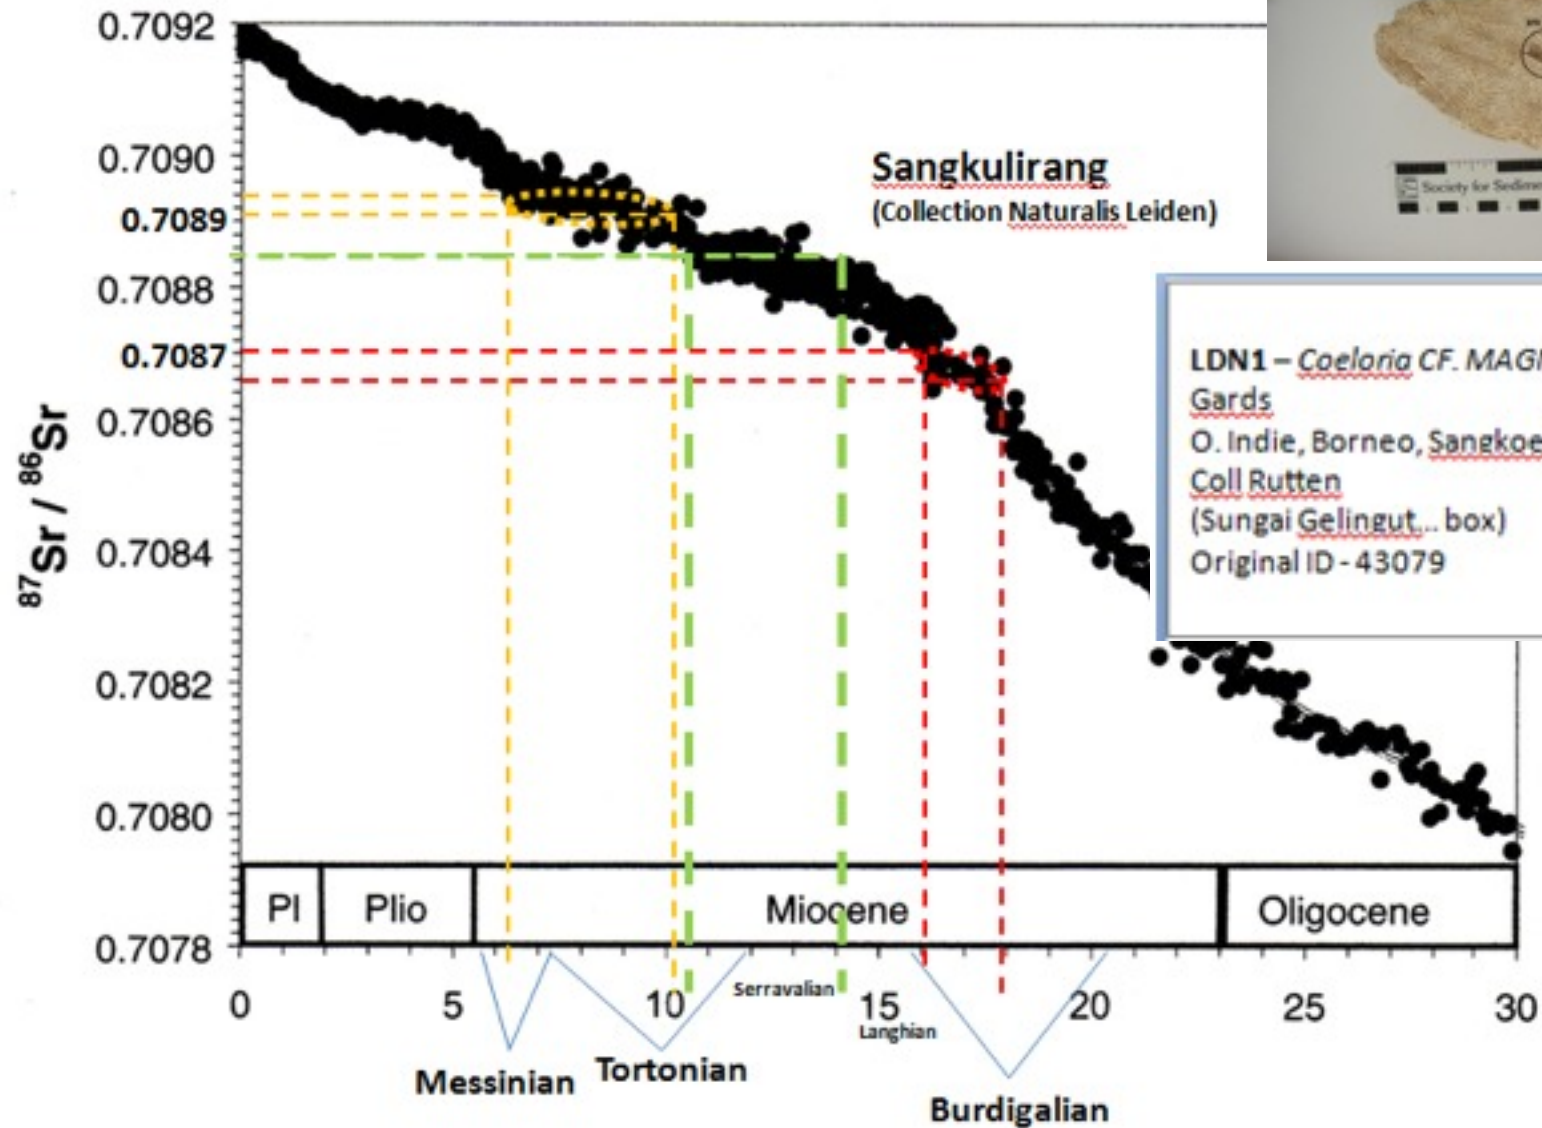 0.7092
0.7090
0.7089
0.7088
0.7087
0.7086
0.7084
0.7082
0.7080
0.7078
87Sr / 86Sr
Sangkulirang
(Collection Naturalis Leiden)
Society for Sedime
LDN1 – Coeloria CF. MAG
Gards
O. Indie, Borneo, Sangkoe
Coll Rutten
(Sungai Gelingut... box)
Original ID - 43079
Pl Plio Miocene Oligocene
0 5 10 15 20 25 30
Serravalian
Langhian
Messinian Tortonian
Burdigalian